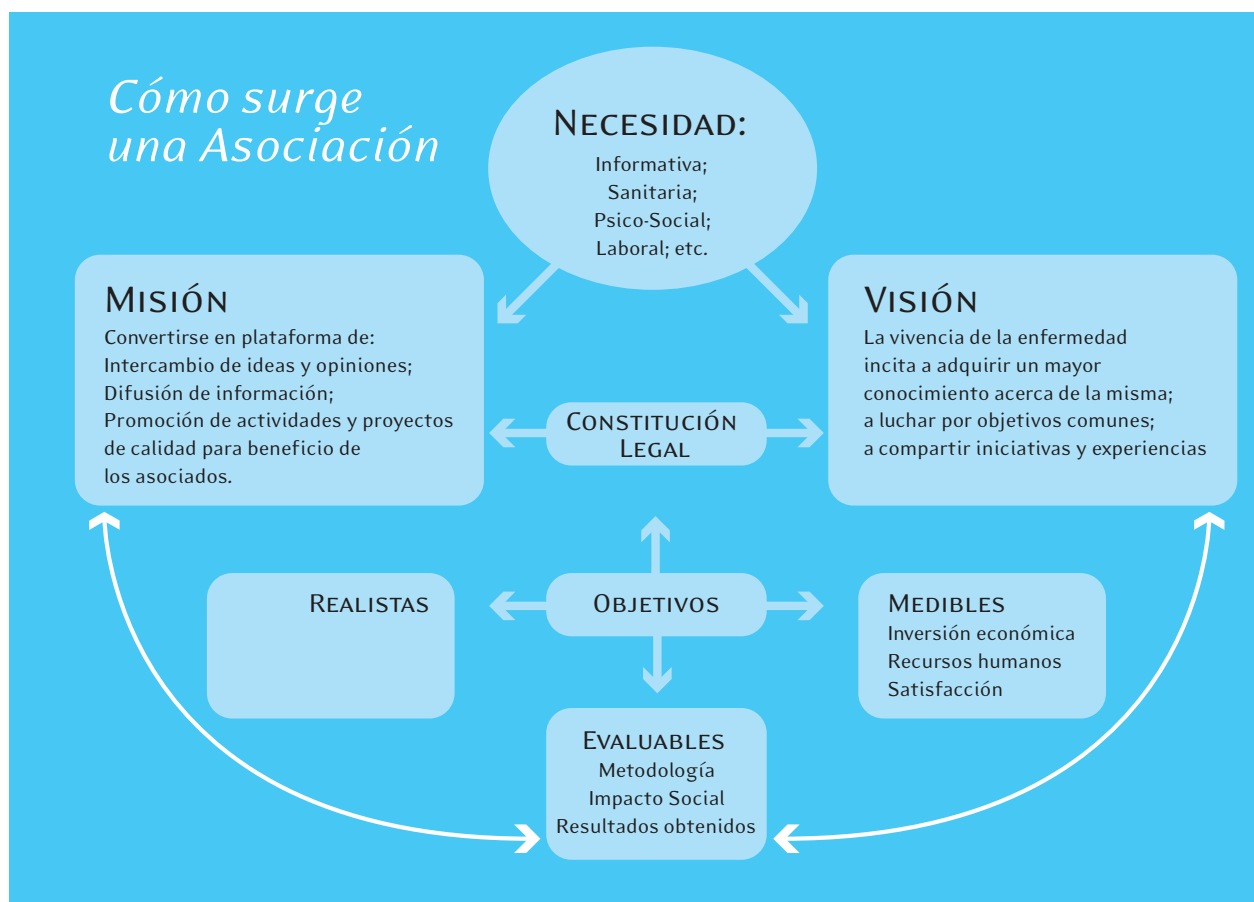 Cómo surge
una Asociación
NECESIDAD:
Informativa;
Sanitaria;
Psico-Social;
Laboral; etc.
MISIÓN
Convertirse en plataforma de:
Intercambio de ideas y opiniones;
Difusión de información;
Promoción de actividades y proyectos
de calidad para beneficio de
los asociados.
VISIÓN
La vivencia de la enfermedad
incita a adquirir un mayor
conocimiento acerca de la misma;
a luchar por objetivos comunes;
a compartir iniciativas y experiencias
CONSTITUCIÓN
LEGAL
REALISTAS
OBJETIVOS
MEDIBLES
Inversión económica
Recursos humanos
Satisfacción
EVALUABLES
Metodología
Impacto Social
Resultados obtenidos